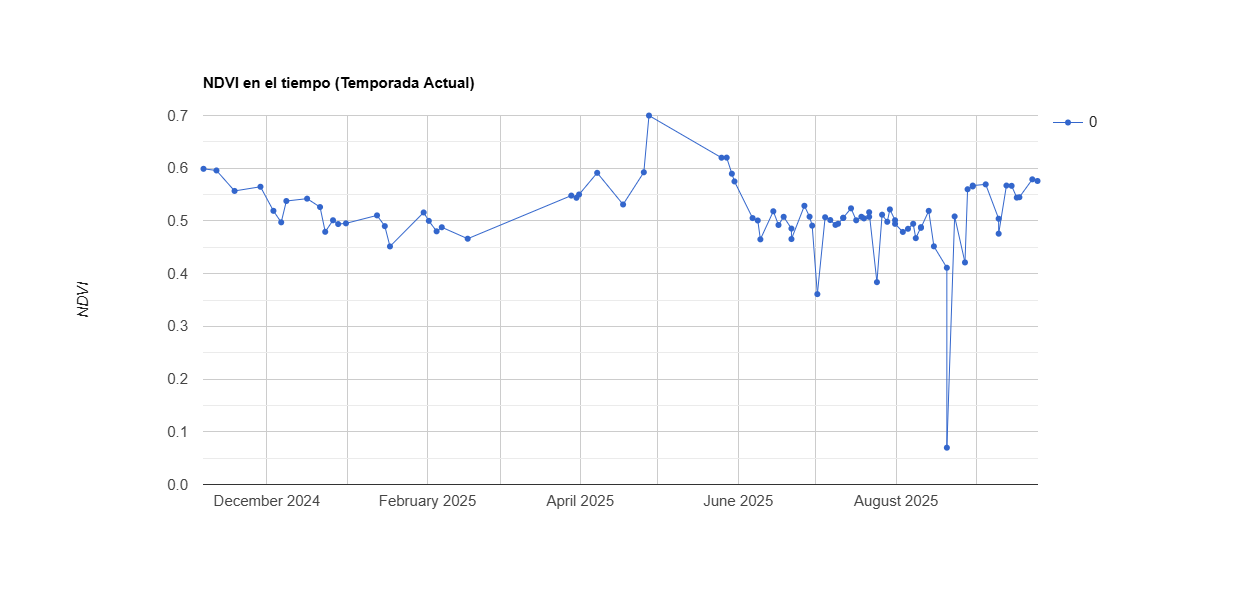 NDVI en el tiempo (Temporada Actual)
0.7
0.6
0.5
0.4
0.3
0.2
0.1
0.0
NDVI
December 2024
February 2025
April 2025
June 2025
August 2025
0